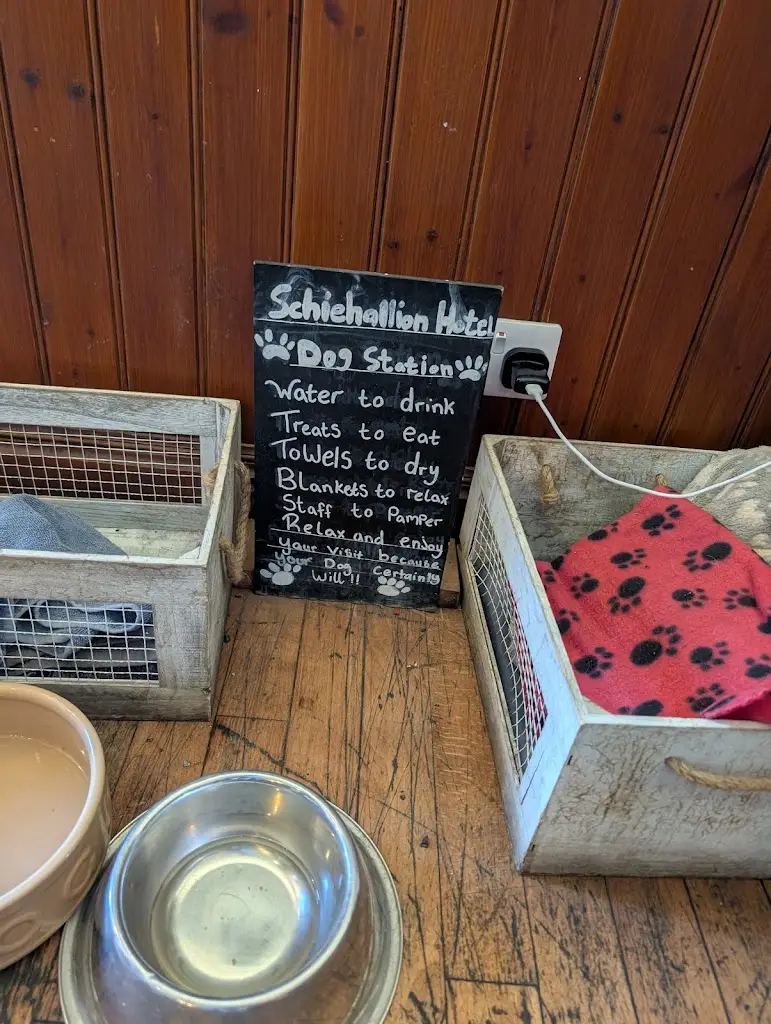 Schiehallion Hotel
Dog Station
Water to drink
Treats to eat
Towels to dry
Blankets to relax
Staff to Pamper
Relax and enjoy
your visit because
your Dog Certainly
Will!!